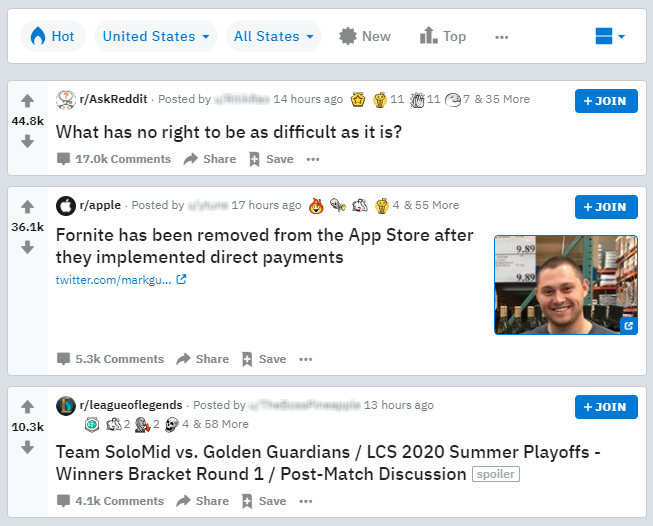 Hot United States All States New Top ...
r/AskReddit · Posted by 14 hours ago 11 11 7 & 35 More + JOIN
44.8k
What has no right to be as difficult as it is?
17.0k Comments Share Save ...
r/apple · Posted by 17 hours ago 4 & 55 More + JOIN
36.1k
Fornite has been removed from the App Store after
they implemented direct payments
twitter.com/markgu...
9.89
9.89
5.3k Comments Share Save ...
r/leagueoflegends · Posted by 13 hours ago + JOIN
2 2 4 & 58 More
10.3k
Team SoloMid vs. Golden Guardians / LCS 2020 Summer Playoffs -
Winners Bracket Round 1 / Post-Match Discussion spoiler
4.1k Comments Share Save ...